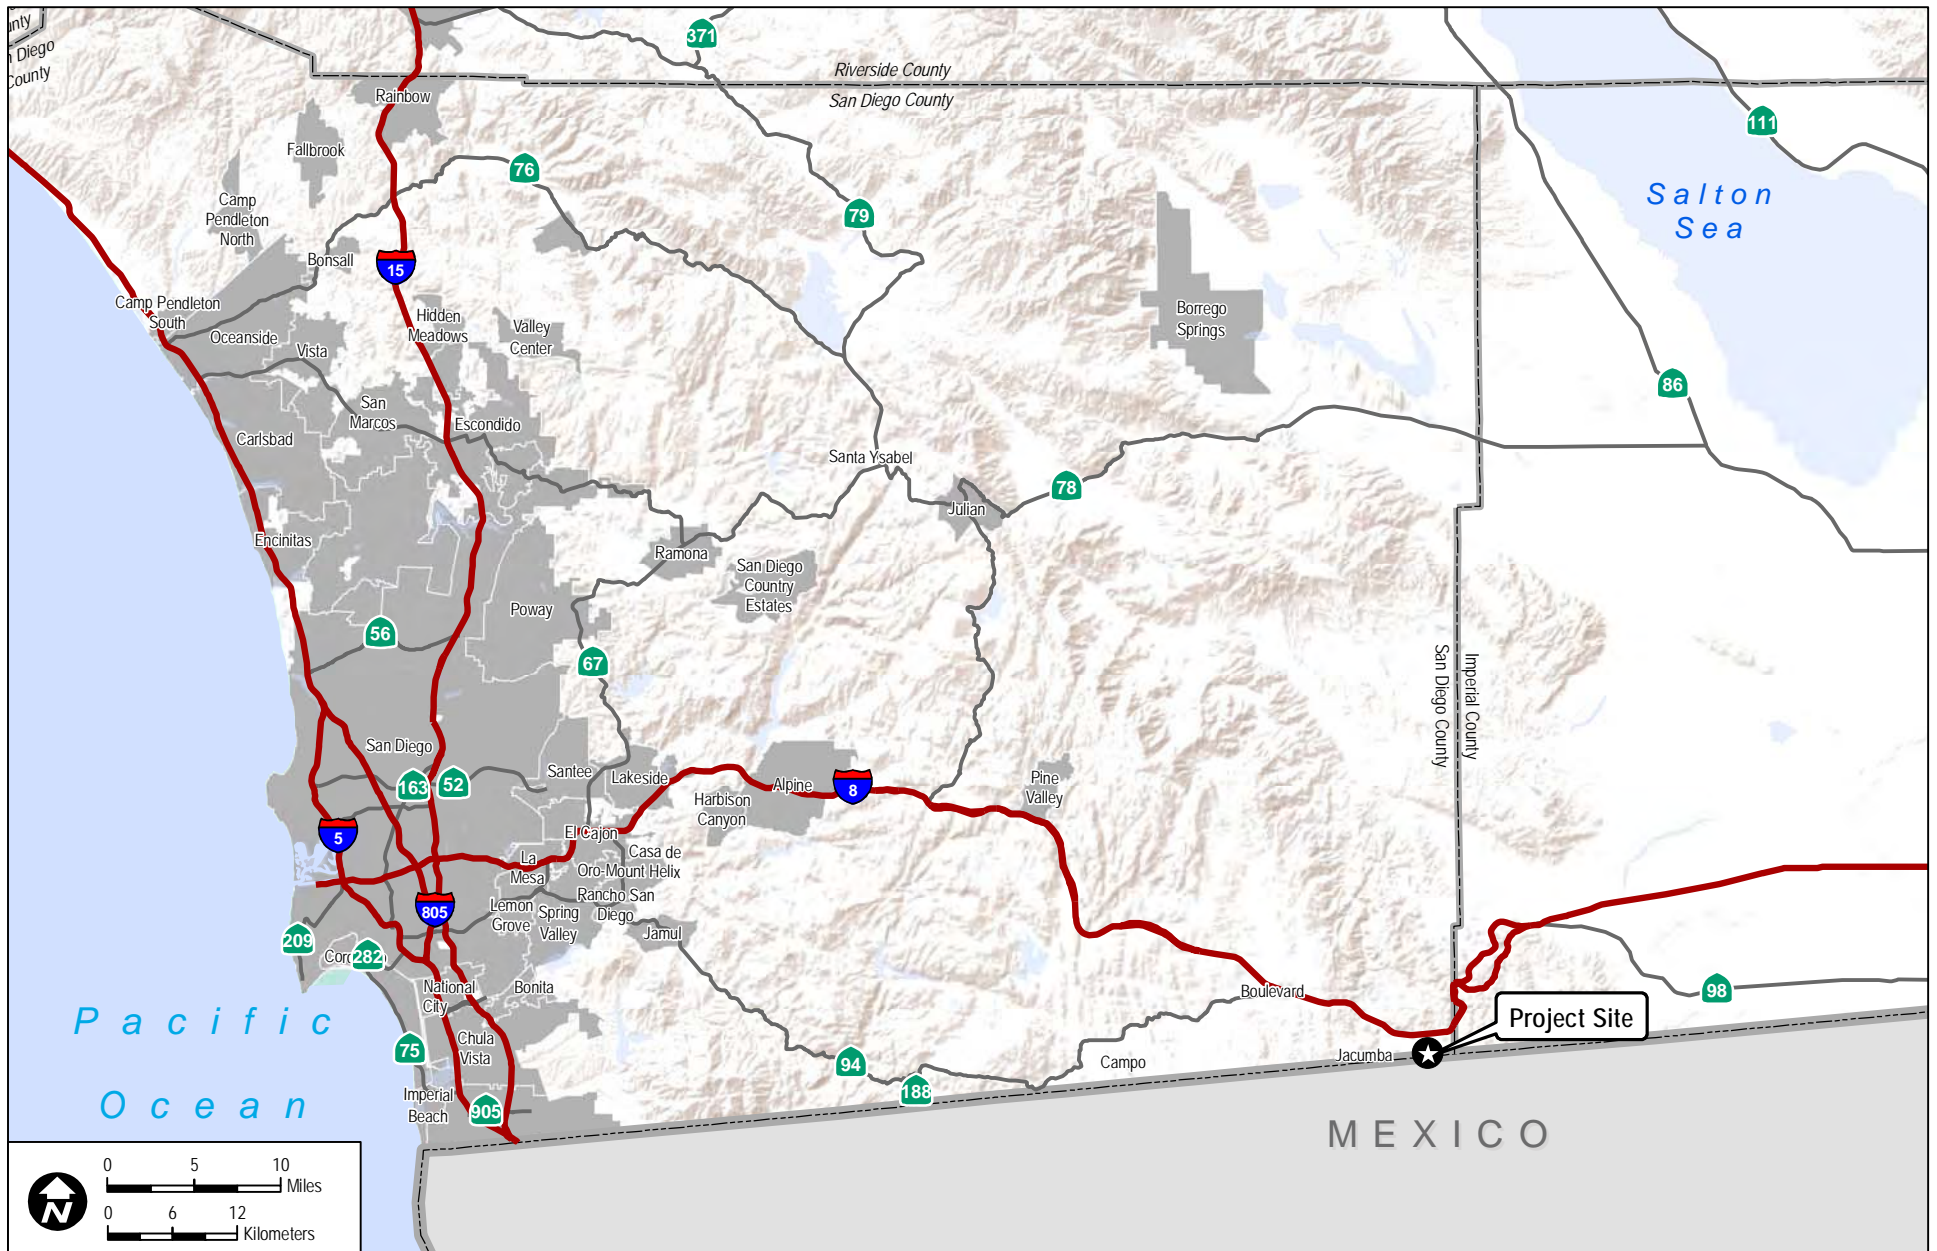 unty
n Diego
County
371
Riverside County
San Diego County
Rainbow
111
Fallbrook
76
Camp
Pendleton
North
79
Salton
Sea
Bonsall
15
Camp Pendleton
South
Hidden
Meadows
Valley
Center
Borrego
Springs
Oceanside
Vista
86
San
Marcos
Escondido
Carlsbad
Santa Ysabel
78
Julian
Encinitas
Ramona
San Diego
Country
Estates
Poway
56
67
San Diego County
Imperial County
San Diego
Santee
Lakeside
163
52
Alpine
8
Harbison
Canyon
Pine
Valley
5
El Cajon
La
Mesa
Casa de
Oro-Mount Helix
Rancho San
Diego
805
Lemon
Grove
Spring
Valley
Jamul
209
282
National
City
Bonita
Boulevard
98
Project Site
Pacific
Ocean
75
Chula
Vista
94
Campo
Jacumba
188
Imperial
Beach
905
MEXICO
0 5 10
Miles
0 6 12
Kilometers
N